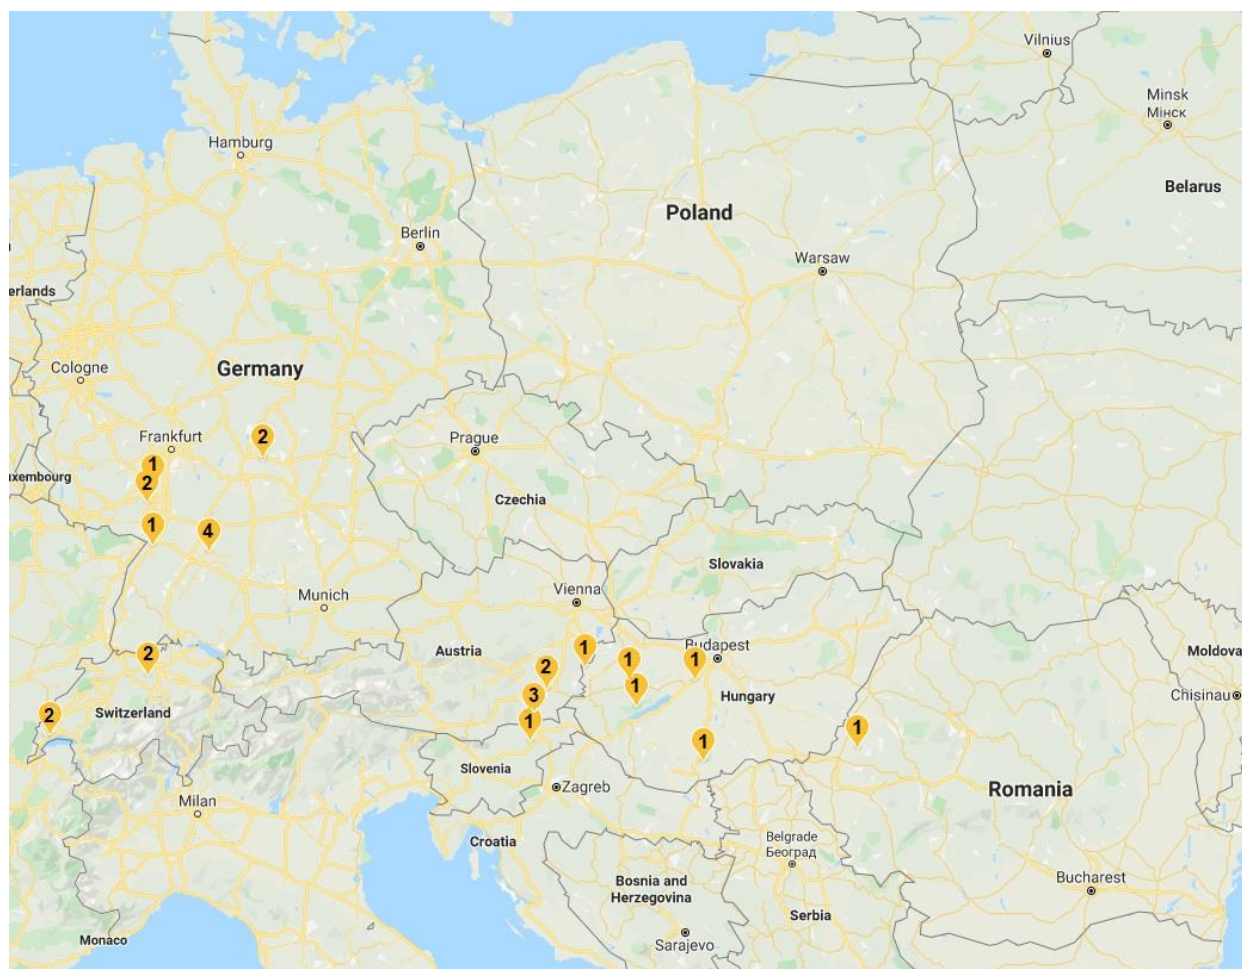 Vilnius
Minsk
Мінск
Hamburg
Belarus
Poland
Berlin
Warsaw
erlands
Germany
Cologne
Frankfurt
2
Prague
1
uxembourg
2
Czechia
1
4
Slovakia
Vienna
Munich
Budapest
1
2
Austria
1
1
Moldova
2
1
3
Hungary
Chisinau
2
Switzerland
1
1
1
Slovenia
Zagreb
Romania
Milan
Croatia
Belgrade
Београд
Bosnia and
Herzegovina
Bucharest
Serbia
Monaco
Sarajevo